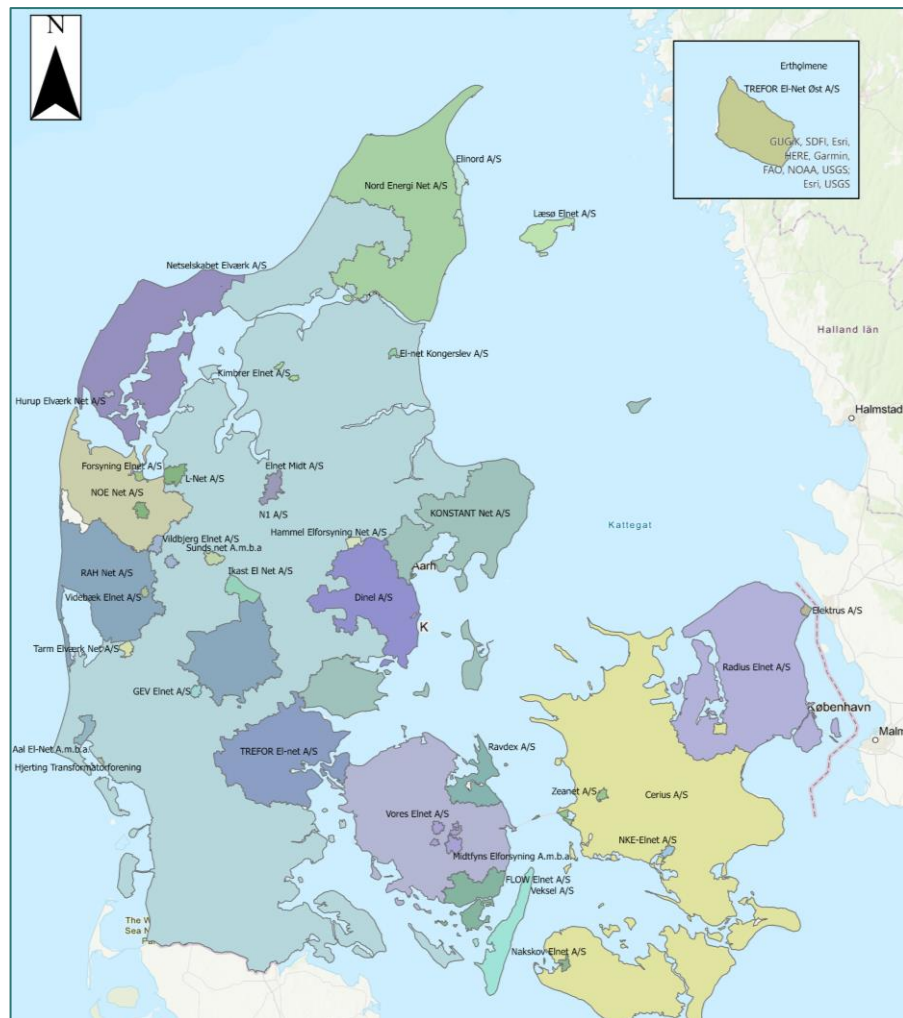 N
Ertholmene
TREFOR El-Net Øst A/S
GUGiK, SDFI, Esri,
HERE, Garmin,
FAO, NOAA, USGS;
Esri, USGS
Elinord A/S
Nord Energi Net A/S
Læsø Elnet A/S
Netselskabet Elværk A/S
Halland län
El-net Kongerslev A/S
Kimbrer Elnet A/S
Hurup Elværk Net A/S
Halmstad
Forsyning Elnet A/S
Elnet Midt A/S
L-Net A/S
NOE Net A/S
N1 A/S
KONSTANT Net A/S
Kattegat
Hammel Elforsyning Net A/S
Vildbjerg Elnet A/S
Sunds net A.m.b.a
Aarh
RAH Net A/S
Ikast El Net A/S
Videbæk Elnet A/S
Dinel A/S
Elektrus A/S
K
Tarm Elværk Net A/S
Radius Elnet A/S
GEV Elnet A/S
København
Malm
Aal El-Net A.m.b.a.
TREFOR El-net A/S
Ravdex A/S
Hjerting Transformatorforening
Zeanet A/S
Cerius A/S
Vores Elnet A/S
NKE-Elnet A/S
Midtfyns Elforsyning A.m.b.a
FLOW Elnet A/S
Veksel A/S
The W
Sea N
P
Nakskov Elnet A/S